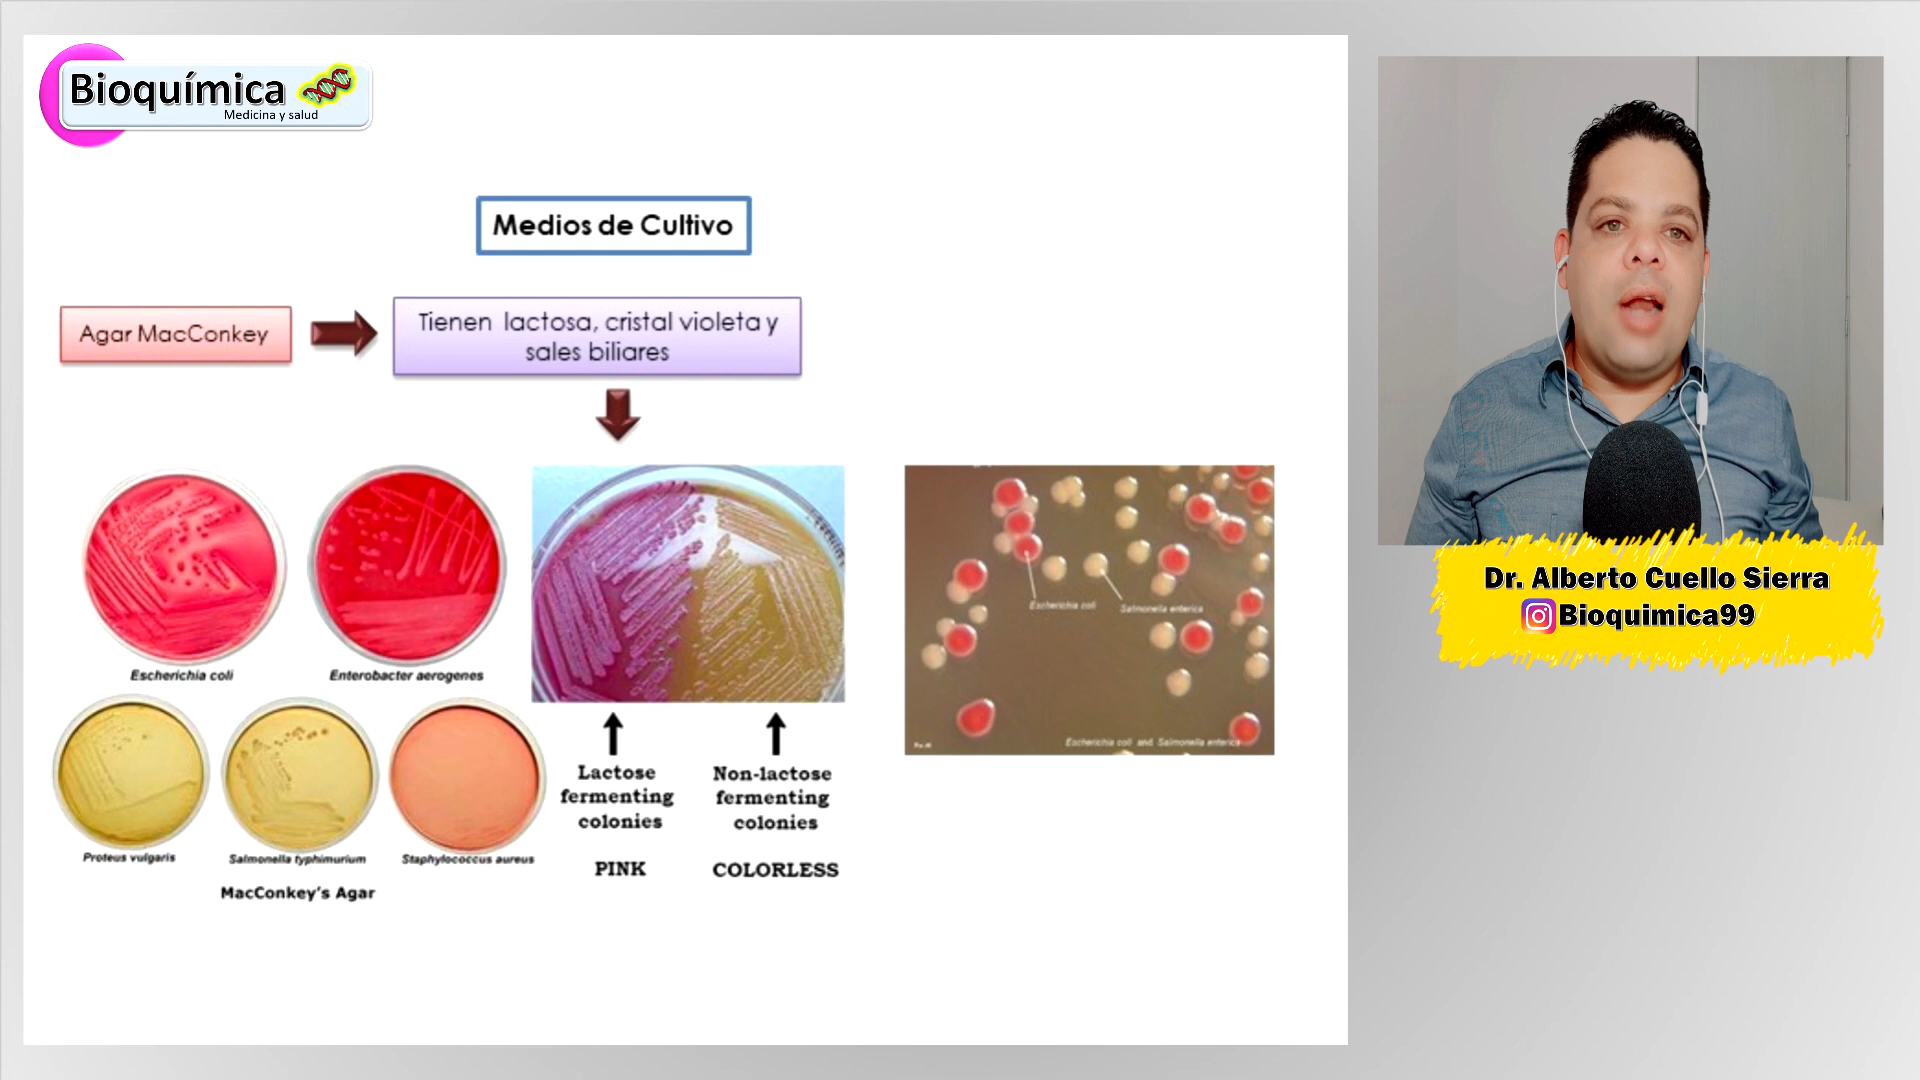 Bioquímica
Medicina y salud
Medios de Cultivo
Agar MacConkey
Tienen lactosa, cristal violeta y
sales biliares
Escherichia coli
Enterobacter aerogenes
Proteus vulgaris
Salmonella typhimurium
Staphylococcus aureus
MacConkey's Agar
Lactose
fermenting
colonies
PINK
Non-lactose
fermenting
colonies
COLORLESS
Escherichia coli
Salmonella enterica
Escherichia coli and Salmonella enterica
Dr. Alberto Cuello Sierra
Bioquimica99